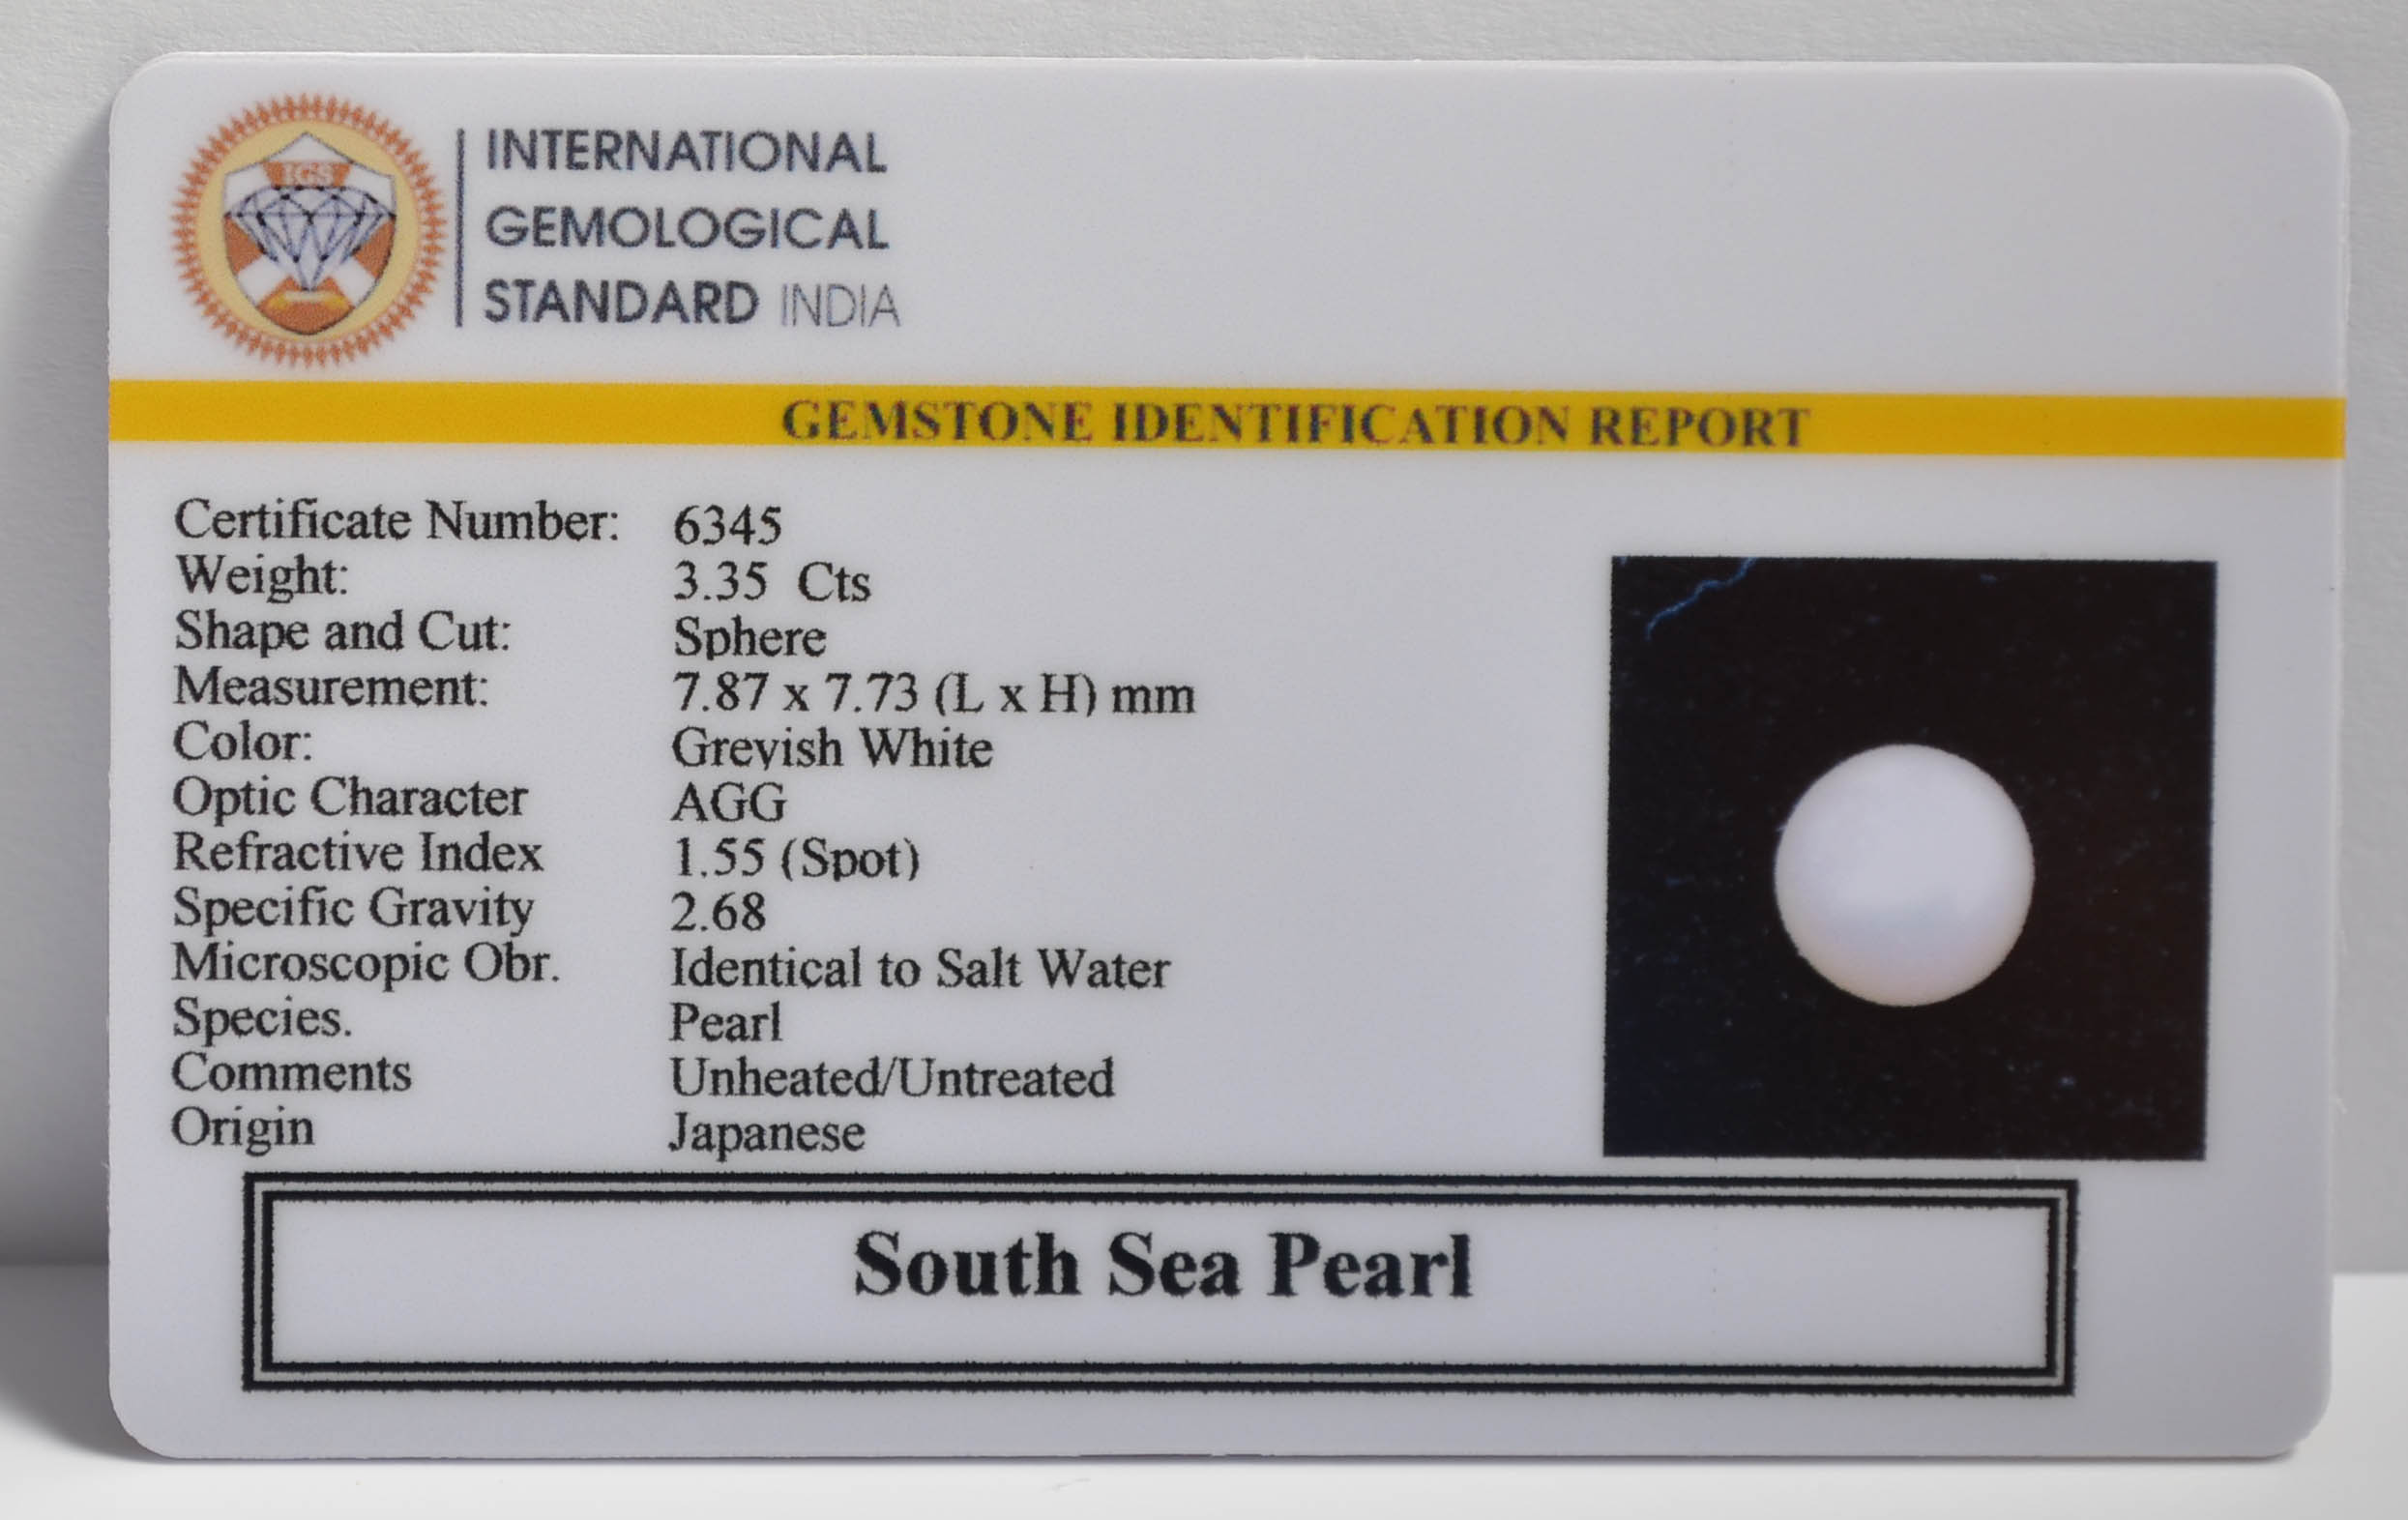 IGS
INTERNATIONAL
GEMOLOGICAL
STANDARD INDIA
GEMSTONE IDENTIFICATION REPORT
Certificate Number: 6345
Weight: 3.35 Cts
Shape and Cut: Sphere
Measurement: 7.87 x 7.73 (L x H) mm
Color: Greyish White
Optic Character AGG
Refractive Index 1.55 (Spot)
Specific Gravity 2.68
Microscopic Obr. Identical to Salt Water
Species. Pearl
Comments Unheated/Untreated
Origin Japanese
South Sea Pearl